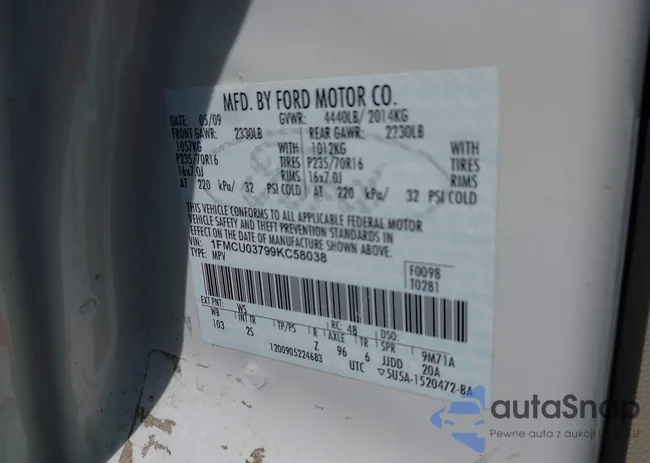 MFD. BY FORD MOTOR CO.
DATE: 05/09 GVWR: 4440LB/ 2014KG
FRONT GAWR: 2330LB REAR GAWR: 2230LB
1057KG WITH 1012KG WITH
P235/70R16 TIRES P235/70R16 TIRES
16x7.0J RIMS 16x7.0J RIMS
AT 220 kPa/ 32 PSI COLD AT 220 kPa/ 32 PSI COLD
THIS VEHICLE CONFORMS TO ALL APPLICABLE FEDERAL MOTOR
VEHICLE SAFETY AND THEFT PREVENTION STANDARDS IN
EFFECT ON THE DATE OF MANUFACTURE SHOWN ABOVE.
VIN: 1FMCU03799KC58038
TYPE: MPV
F0098
T0281
EXT PNT: WS RC: 48 DSO:
WB INT TR TP/PS R AXLE TR SPR
103 2S Z 96 6 JJDD 9M71A
20A
1200905224683 UTC ▽5U5A-1520472-BA
autaSnap
Pewne auta z aukcji